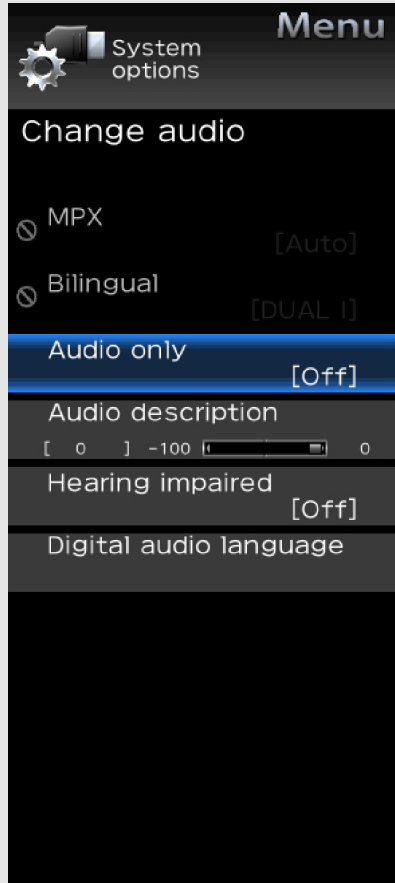 Menu
System
options
Change audio
MPX
[Auto]
Bilingual
[DUAL I]
Audio only
[Off]
Audio description
[ 0 ] -100 0
Hearing impaired
[Off]
Digital audio language